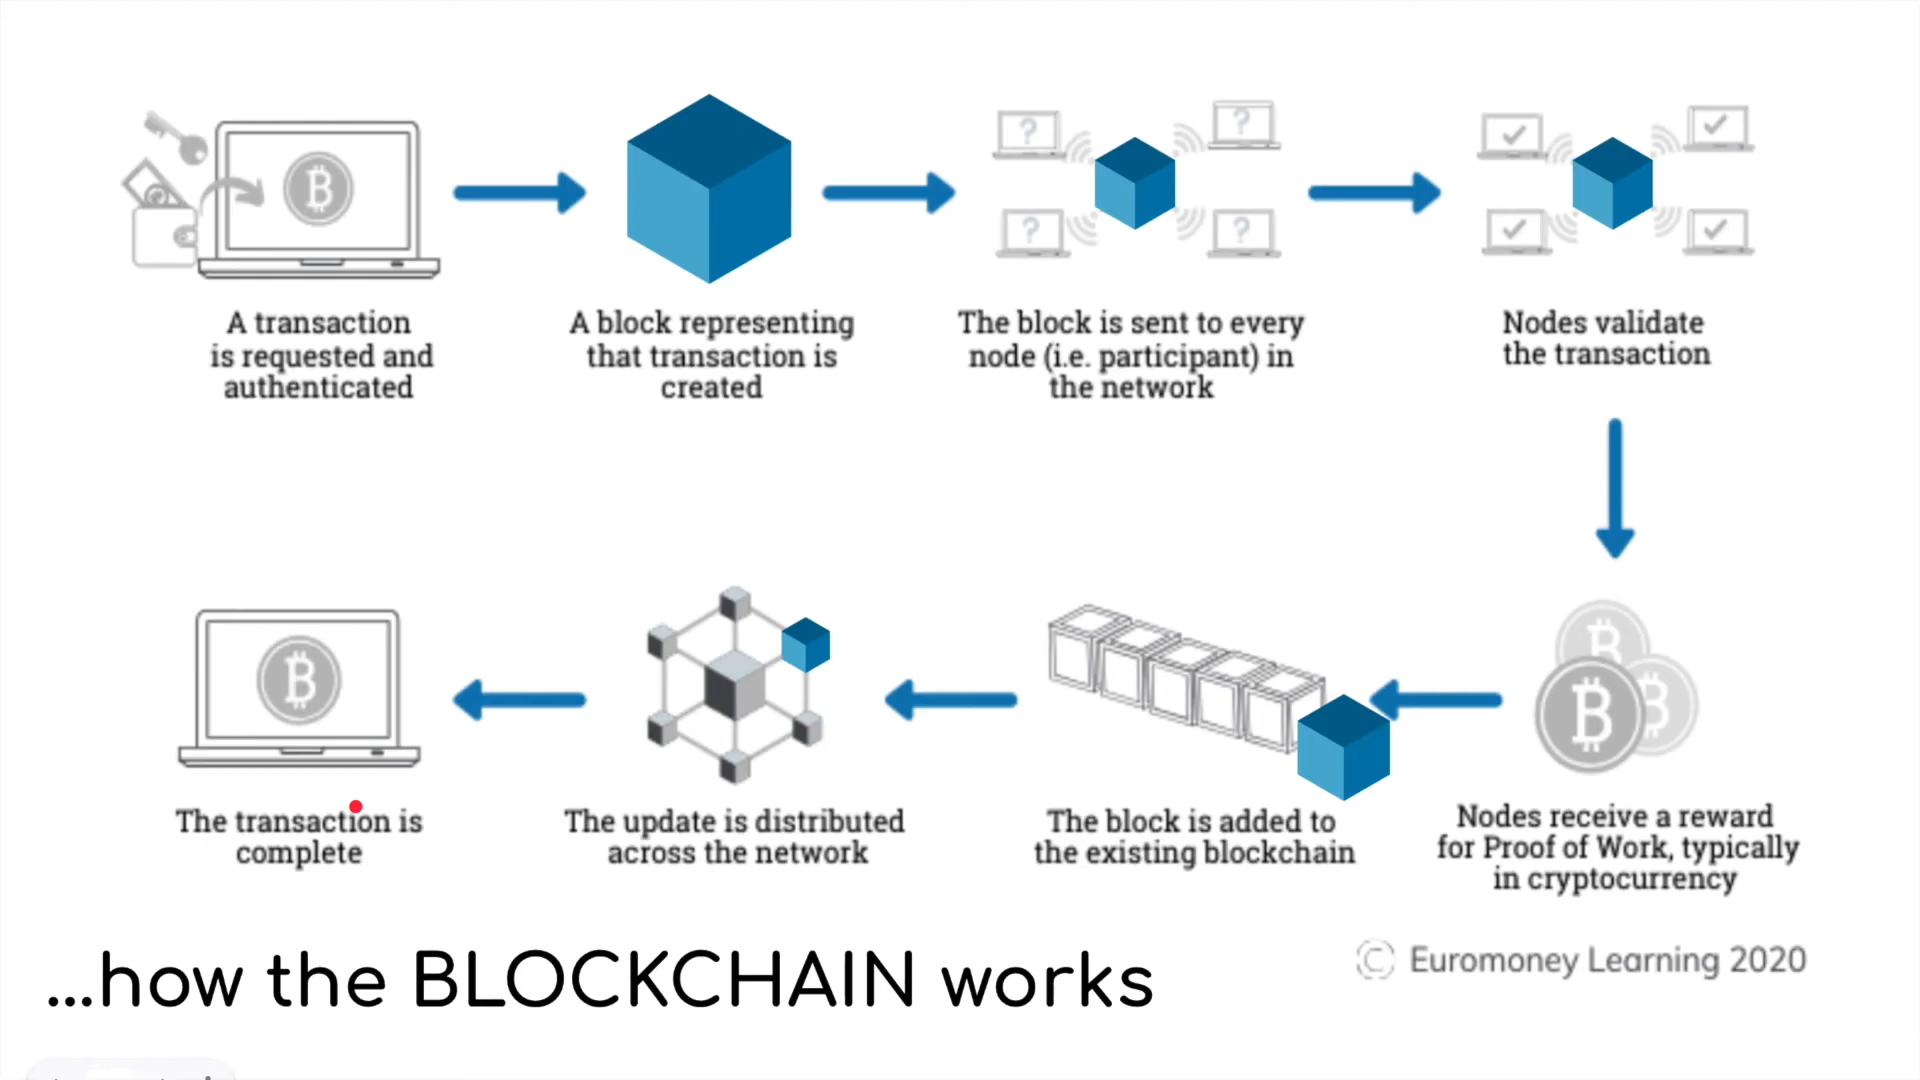 A transaction
is requested and
authenticated
A block representing
that transaction is
created
The block is sent to every
node (i.e. participant) in
the network
Nodes validate
the transaction
The transaction is
complete
The update is distributed
across the network
The block is added to
the existing blockchain
Nodes receive a reward
for Proof of Work, typically
in cryptocurrency
...how the BLOCKCHAIN works
© Euromoney Learning 2020